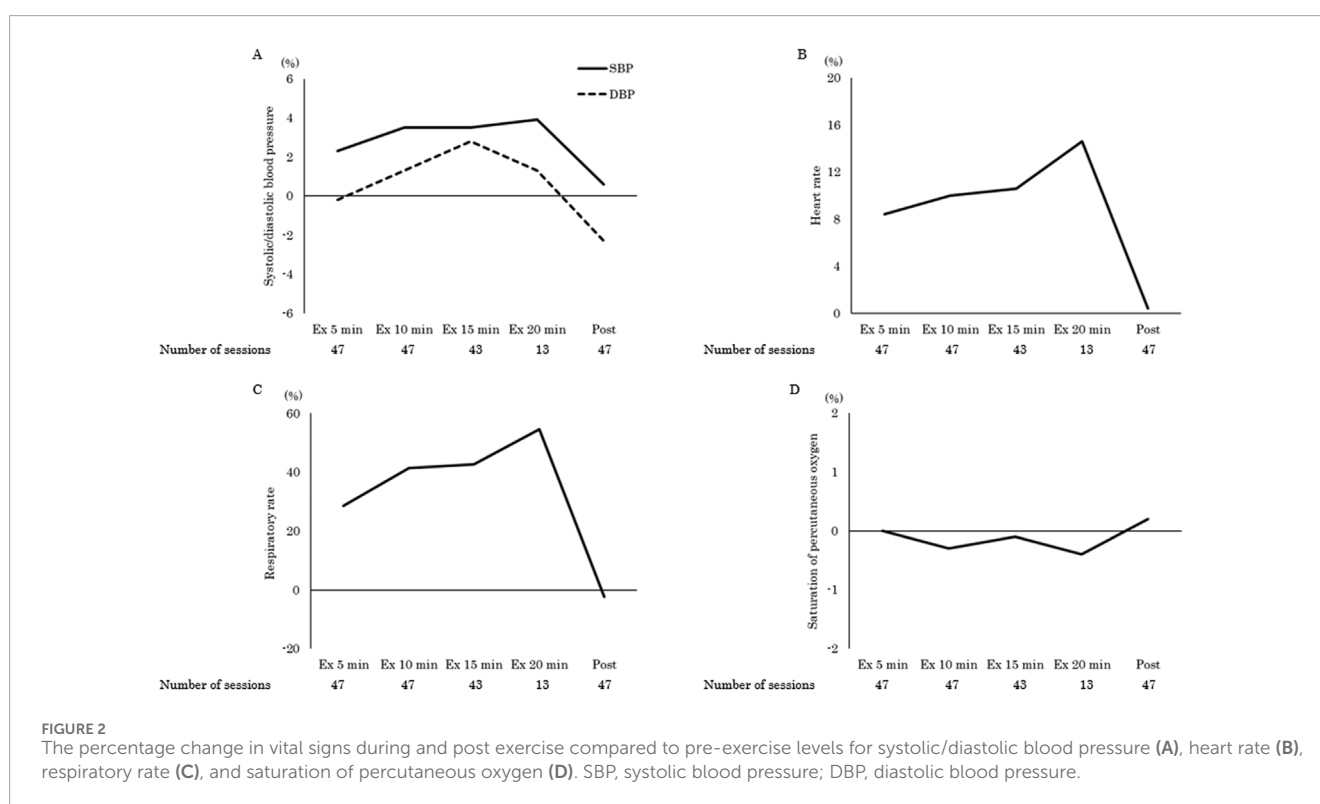 A
(%)
SBP
DBP
6
4
2
0
-2
-4
-6
Systolic/diastolic blood pressure
Ex 5 min Ex 10 min Ex 15 min Ex 20 min Post
Number of sessions 47 47 43 13 47
B
(%)
20
16
12
8
4
0
Heart rate
Ex 5 min Ex 10 min Ex 15 min Ex 20 min Post
Number of sessions 47 47 43 13 47
C
(%)
60
40
20
0
-20
Respiratory rate
Ex 5 min Ex 10 min Ex 15 min Ex 20 min Post
Number of sessions 47 47 43 13 47
D
(%)
2
1
0
-1
-2
Saturation of percutaneous oxygen
Ex 5 min Ex 10 min Ex 15 min Ex 20 min Post
Number of sessions 47 47 43 13 47
FIGURE 2
The percentage change in vital signs during and post exercise compared to pre-exercise levels for systolic/diastolic blood pressure (A), heart rate (B),
respiratory rate (C), and saturation of percutaneous oxygen (D). SBP, systolic blood pressure; DBP, diastolic blood pressure.